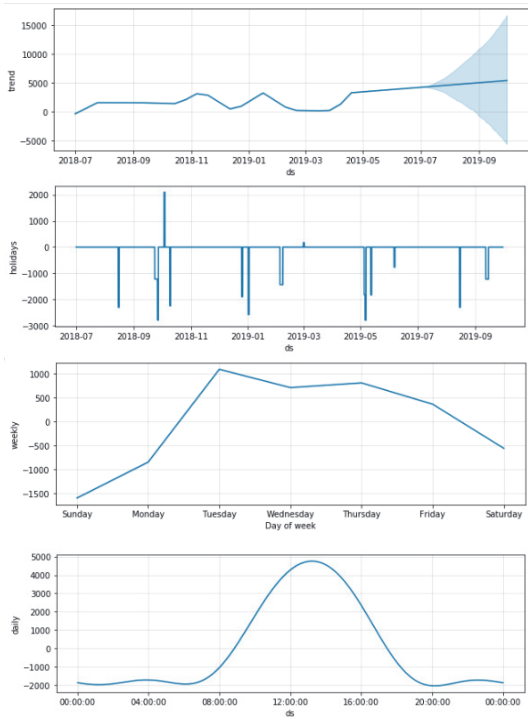 15000
10000
5000
0
−5000
trend
2018-07 2018-09 2018-11 2019-01 2019-03 2019-05 2019-07 2019-09
ds
2000
1000
0
−1000
−2000
−3000
holidays
2018-07 2018-09 2018-11 2019-01 2019-03 2019-05 2019-07 2019-09
ds
1000
500
0
−500
−1000
−1500
weekly
Sunday Monday Tuesday Wednesday Thursday Friday Saturday
Day of week
5000
4000
3000
2000
1000
0
−1000
−2000
daily
00:00:00 04:00:00 08:00:00 12:00:00 16:00:00 20:00:00 00:00:00
ds